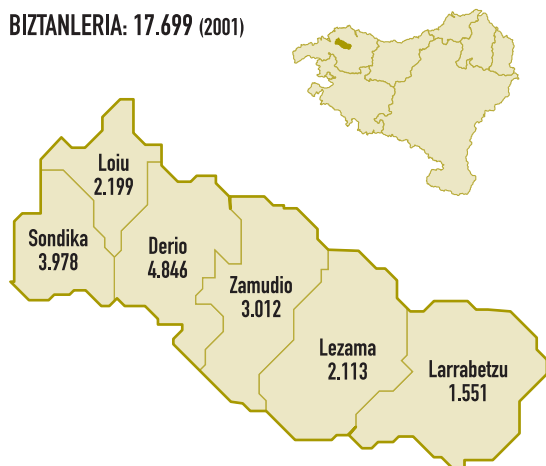 BIZTANLERIA: 17.699 (2001)
Loiu
2.199
Sondika
3.978
Derio
4.846
Zamudio
3.012
Lezama
2.113
Larrabetzu
1.551